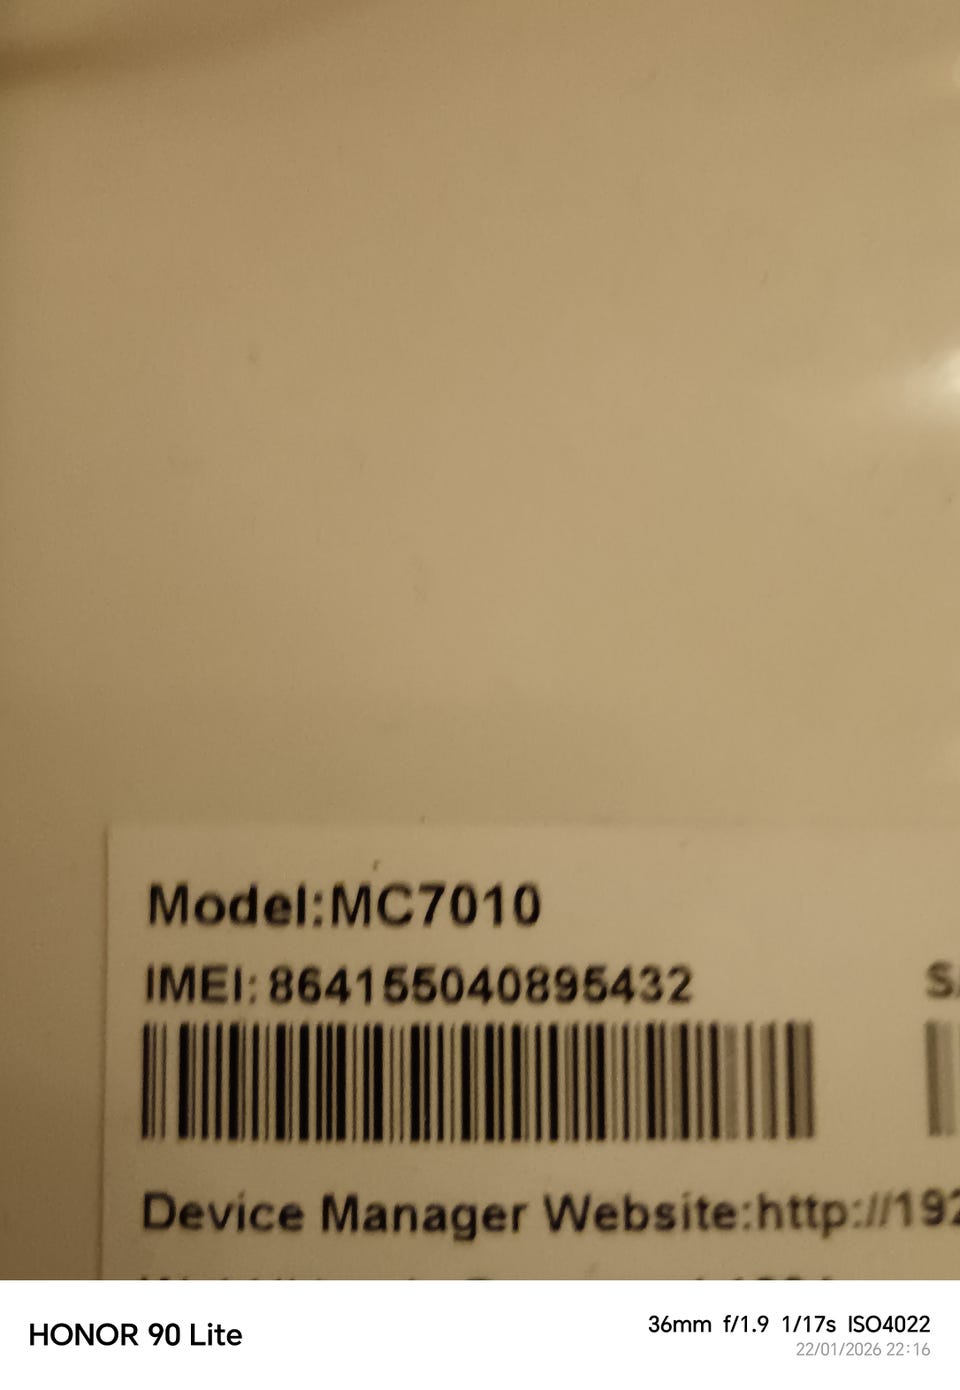 Model:MC7010
IMEI: 864155040895432
S
Device Manager Website:http://192
HONOR 90 Lite
36mm f/1.9 1/17s ISO4022
22/01/2026 22:16